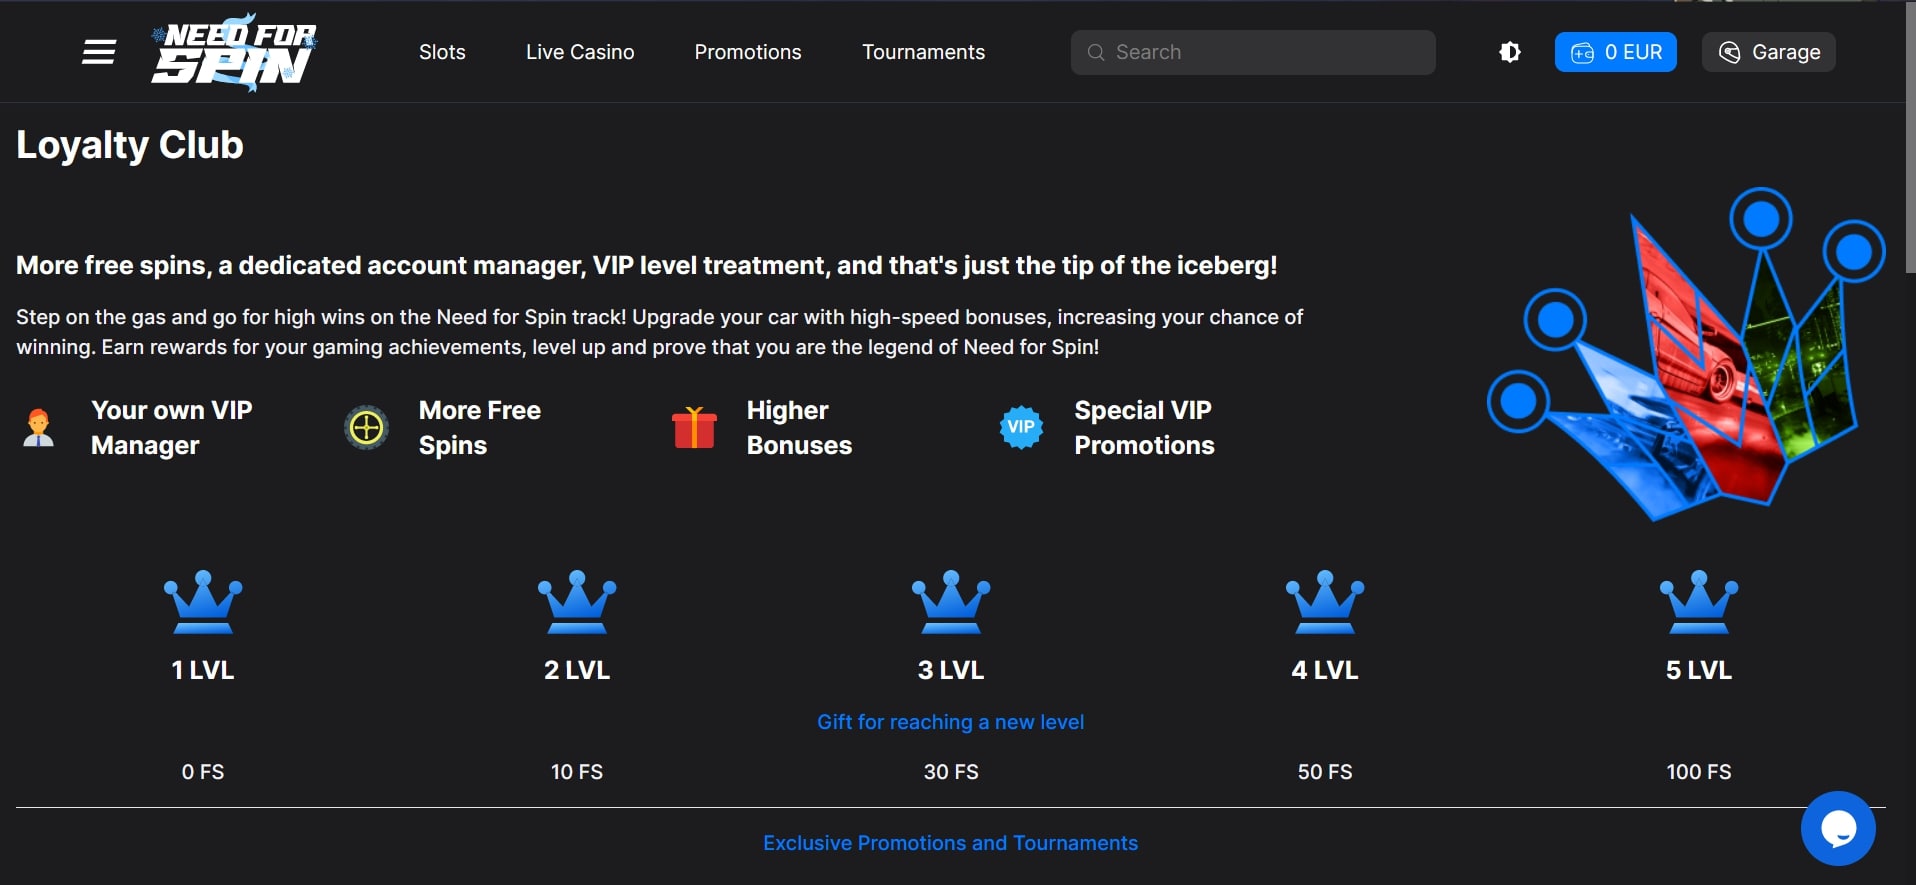 NEED FOR
SPIN
Slots
Live Casino
Promotions
Tournaments
Search
0 EUR
Garage
Loyalty Club
More free spins, a dedicated account manager, VIP level treatment, and that's just the tip of the iceberg!
Step on the gas and go for high wins on the Need for Spin track! Upgrade your car with high-speed bonuses, increasing your chance of
winning. Earn rewards for your gaming achievements, level up and prove that you are the legend of Need for Spin!
Your own VIP
Manager
More Free
Spins
Higher
Bonuses
VIP
Special VIP
Promotions
1 LVL
2 LVL
3 LVL
4 LVL
5 LVL
Gift for reaching a new level
0 FS
10 FS
30 FS
50 FS
100 FS
Exclusive Promotions and Tournaments